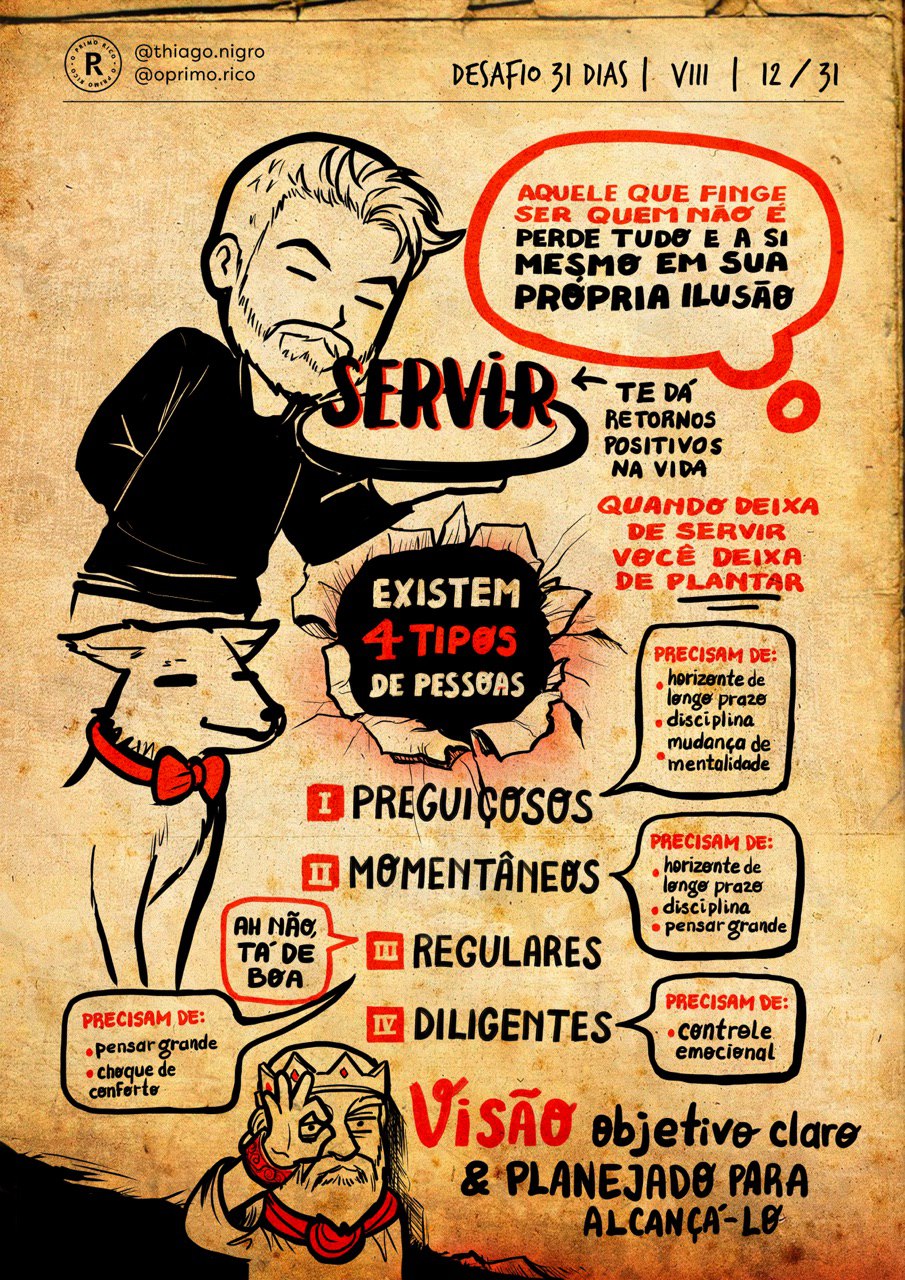 O PRIMO RICO • O PRIMO RICO •
R
@thiago.nigro
@oprimo.rico
DESAFIO 31 DIAS | VIII | 12 / 31
AQUELE QUE FINGE
SER QUEM NÃO É
PERDE TUDO E A SI
MESMO EM SUA
PRÓPRIA ILUSÃO
SERVIR
TE DÁ
RETORNOS
POSITIVOS
NA VIDA
QUANDO DEIXA
DE SERVIR
VOCÊ DEIXA
DE PLANTAR
EXISTEM
4 TIPOS
DE PESSOAS
PRECISAM DE:
• horizonte de
longo prazo
• disciplina
• mudança de
mentalidade
I PREGUIÇOSOS
II MOMENTÂNEOS
PRECISAM DE:
• horizonte de
longo prazo
• disciplina
• pensar grande
AH NÃO,
TÁ DE
BOA
III REGULARES
PRECISAM DE:
• pensar grande
• choque de
conforto
IV DILIGENTES
PRECISAM DE:
• controle
emocional
VISÃO objetivo claro
& PLANEJADO PARA
ALCANÇÁ-LO